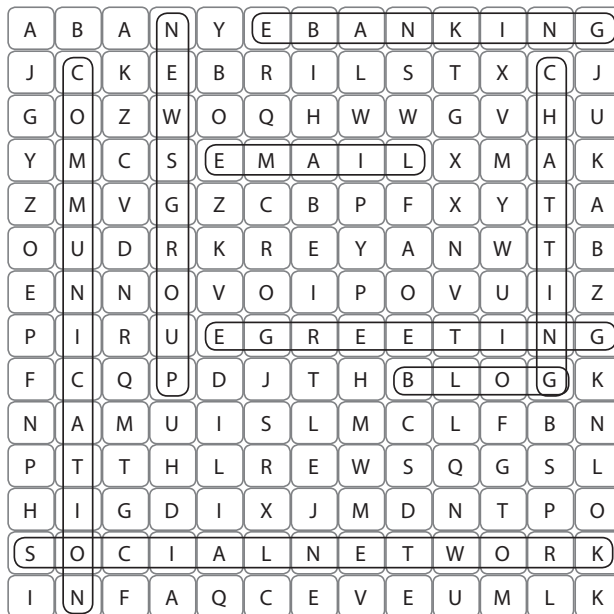 A B A N Y E B A N K I N G
J C K E B R I L S T X C J
G O Z W O Q H W W G V H U
Y M C S E M A I L X M A K
Z M V G Z C B P F X Y T A
O U D R K R E Y A N W T B
E N N O V O I P O V U I Z
P I R U E G R E E T I N G
F C Q P D J T H B L O G K
N A M U I S L M C L F B N
P T T H L R E W S Q G S L
H I G D I X J M D N T P O
S O C I A L N E T W O R K
I N F A Q C E V E U M L K